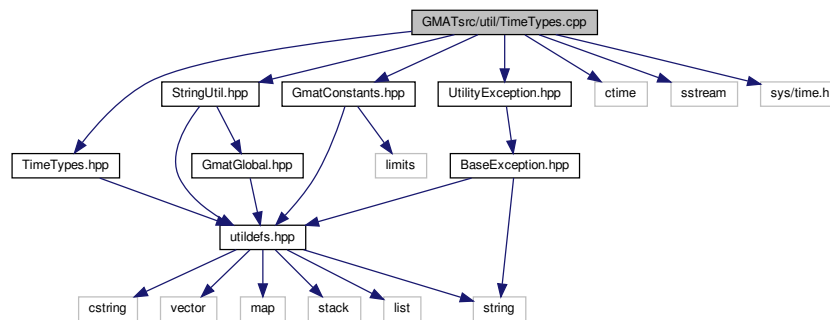 GMATsrc/util/TimeTypes.cpp
StringUtil.hpp
GmatConstants.hpp
UtilityException.hpp
ctime
sstream
sys/time.h
TimeTypes.hpp
GmatGlobal.hpp
limits
BaseException.hpp
utildefs.hpp
cstring
vector
map
stack
list
string